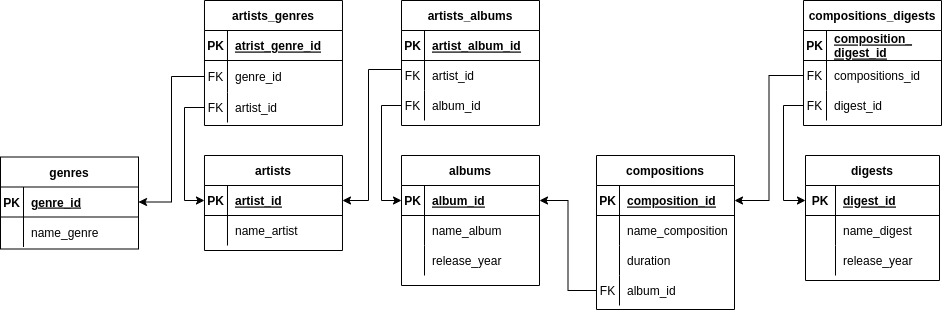 artists_genres
PK atrist_genre_id
FK genre_id
FK artist_id
artists_albums
PK artist_album_id
FK artist_id
FK album_id
compositions_digests
PK composition_
digest_id
FK compositions_id
FK digest_id
genres
PK genre_id
name_genre
artists
PK artist_id
name_artist
albums
PK album_id
name_album
release_year
compositions
PK composition_id
name_composition
duration
FK album_id
digests
PK digest_id
name_digest
release_year